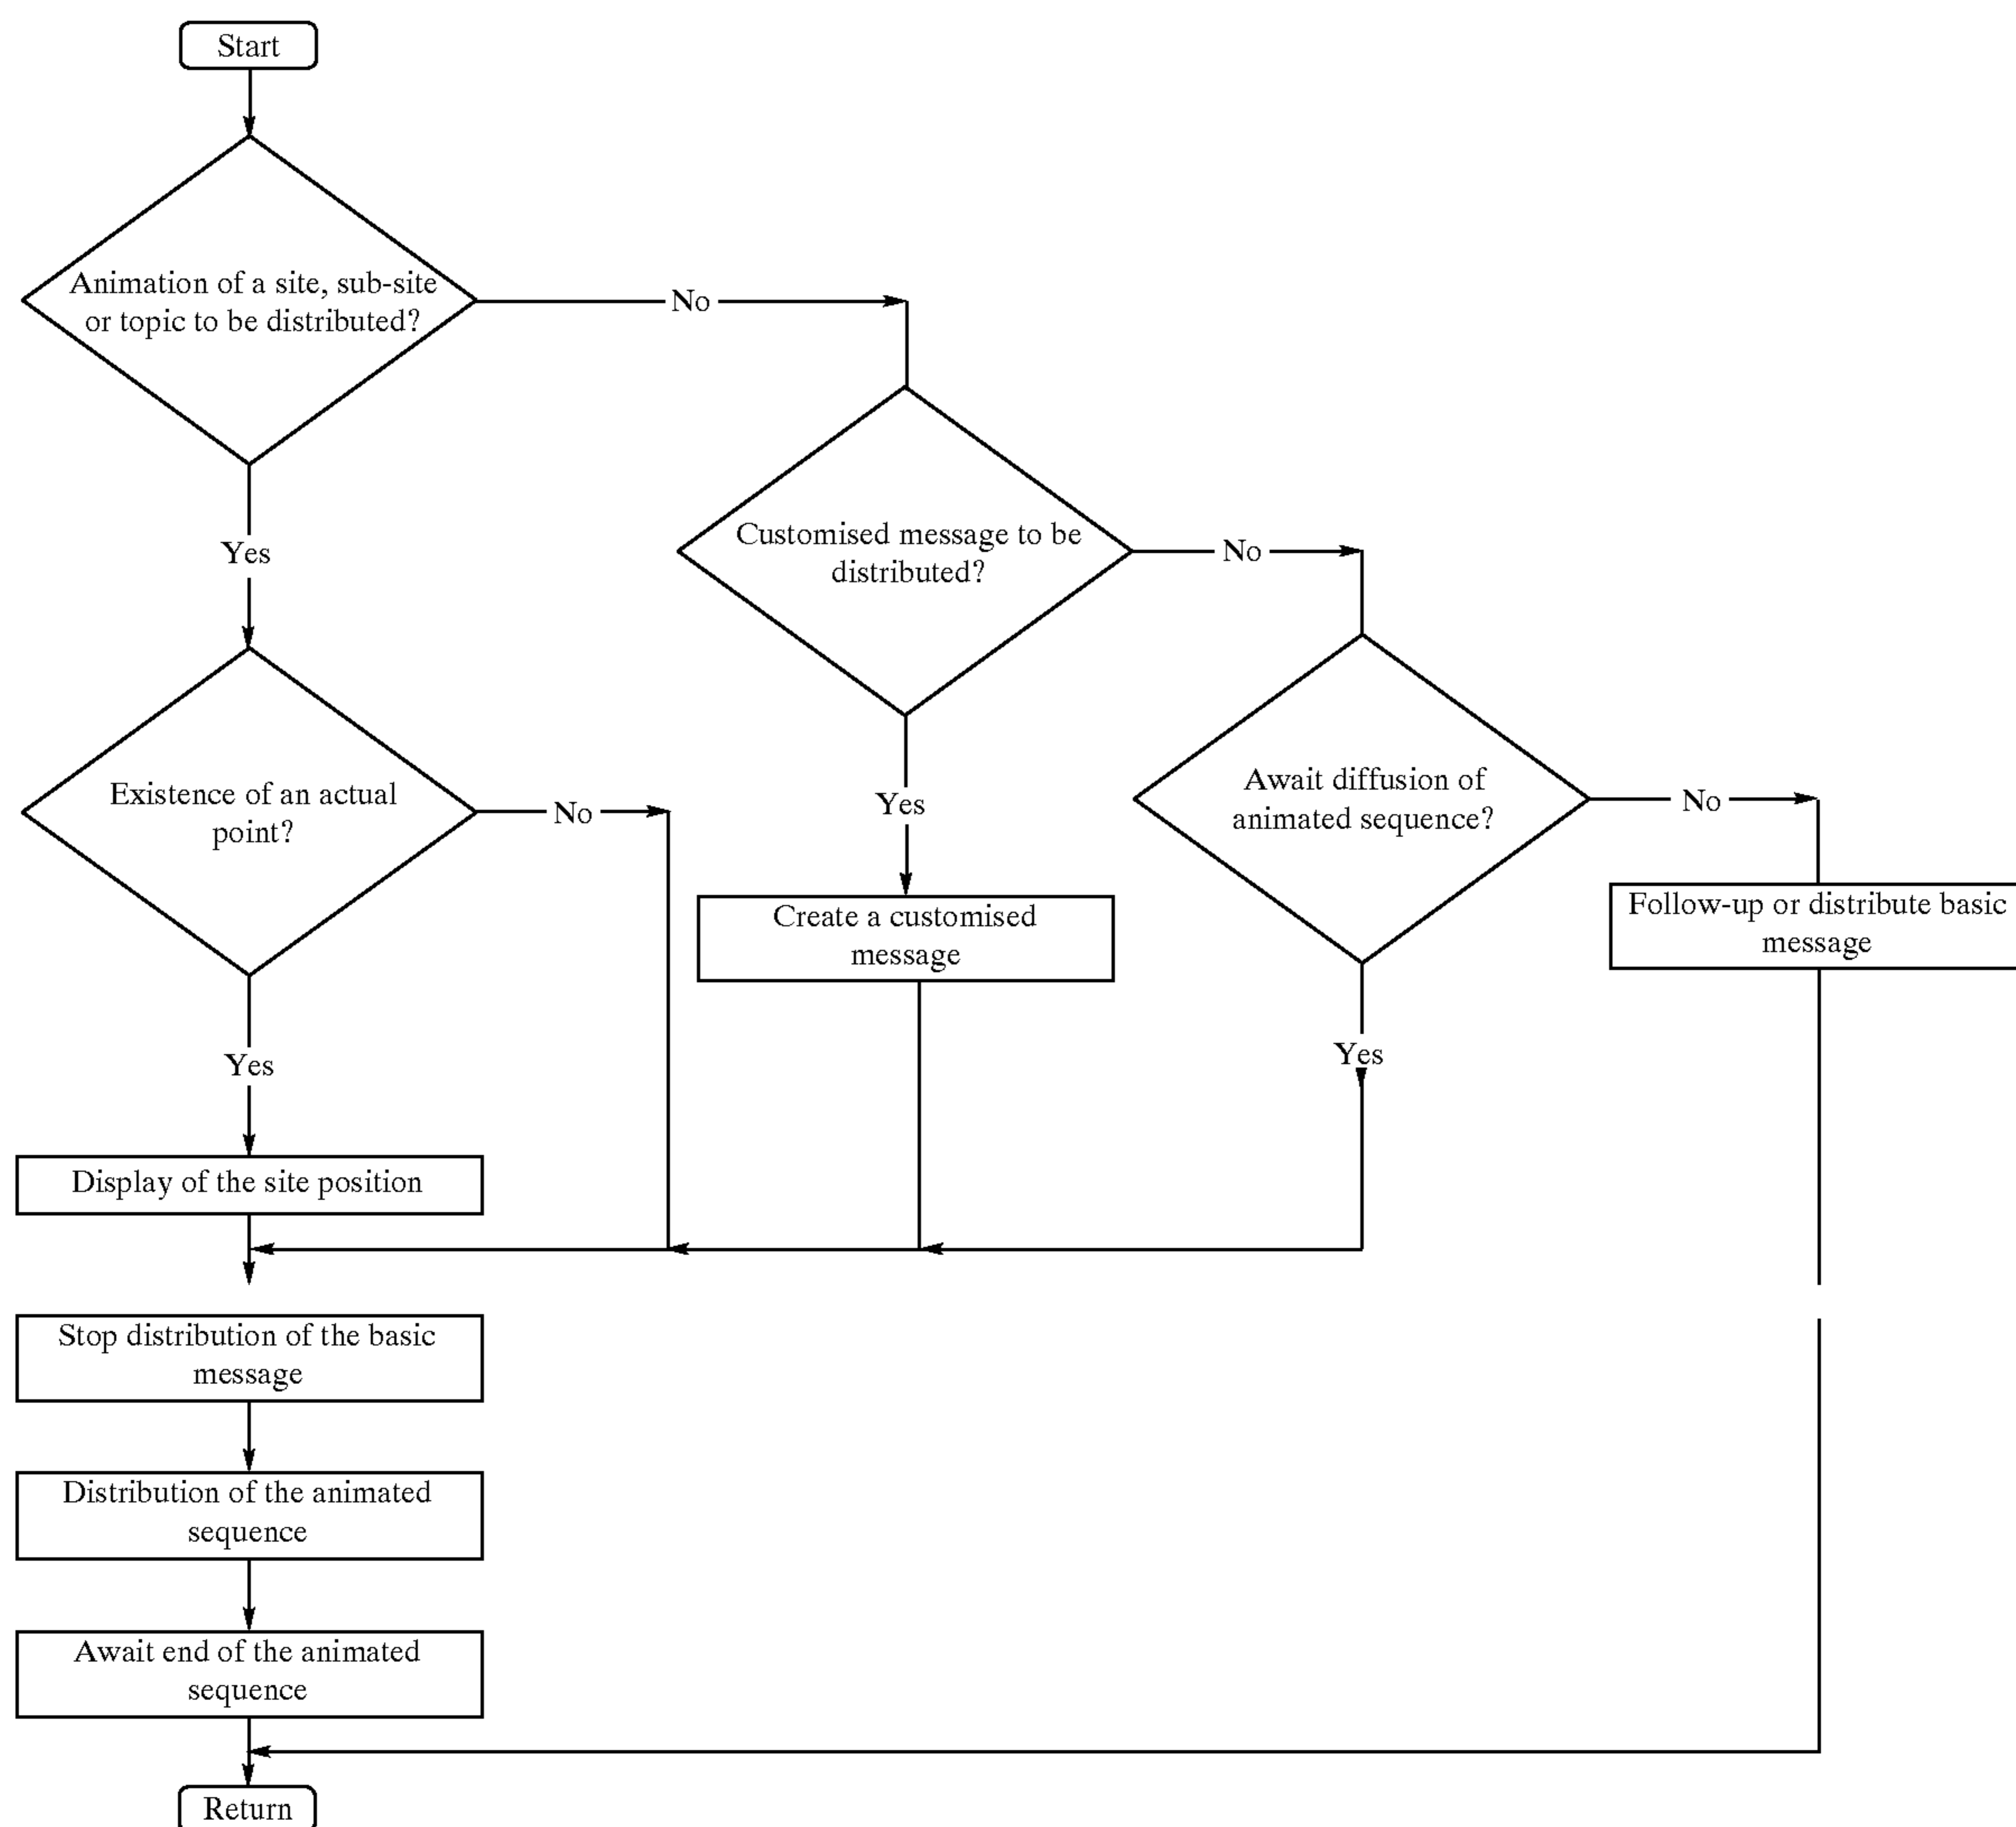 Start
Animation of a site, sub-site
or topic to be distributed?
No
Yes
Customised message to be
distributed?
No
Yes
Existence of an actual
point?
No
Yes
Await diffusion of
animated sequence?
No
Yes
Create a customised
message
Follow-up or distribute basic
message
Display of the site position
Stop distribution of the basic
message
Distribution of the animated
sequence
Await end of the animated
sequence
Return